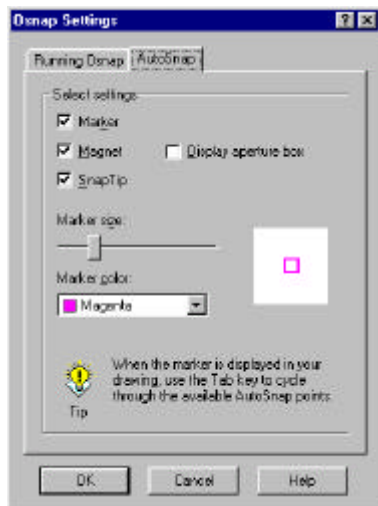 Osnap Settings
Running Osnap
AutoSnap
Select settings
Marker
Magnet
Display aperture box
SnapTip
Marker size:
Marker color:
Magenta
When the marker is displayed in your
drawing, use the Tab key to cycle
through the available AutoSnap points.
Tip
OK
Cancel
Help